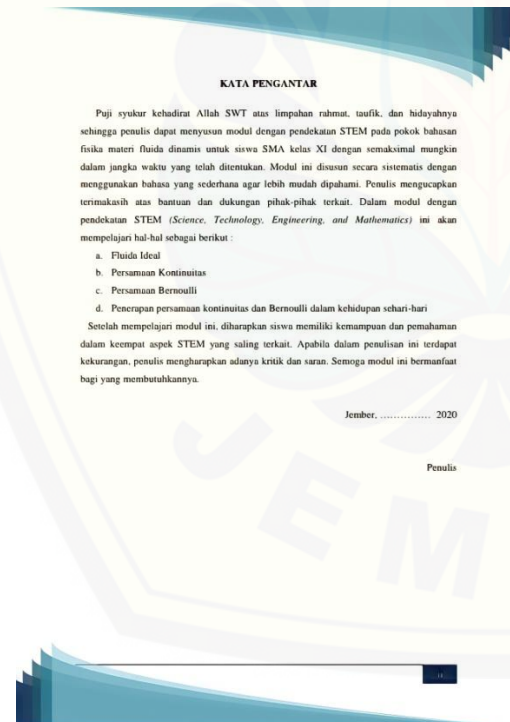 KATA PENGANTAR
Puji syukur kehadirat Allah SWT atas limpahan rahmat, taufik, dan hidayahnya
sehingga penulis dapat menyusun modul dengan pendekatan STEM pada pokok bahasan
fisika materi fluida dinamis untuk siswa SMA kelas XI dengan semaksimal mungkin
dalam jangka waktu yang telah ditentukan. Modul ini disusun secara sistematis dengan
menggunakan bahasa yang sederhana agar lebih mudah dipahami. Penulis mengucapkan
terimakasih atas bantuan dan dukungan pihak-pihak terkait. Dalam modul dengan
pendekatan STEM (Science, Technology, Engineering, and Mathematics) ini akan
mempelajari hal-hal sebagai berikut :
a. Fluida Ideal
b. Persamaan Kontinuitas
c. Persamaan Bernoulli
d. Penerapan persamaan kontinuitas dan Bernoulli dalam kehidupan sehari-hari
Setelah mempelajari modul ini, diharapkan siswa memiliki kemampuan dan pemahaman
dalam keempat aspek STEM yang saling terkait. Apabila dalam penulisan ini terdapat
kekurangan, penulis mengharapkan adanya kritik dan saran. Semoga modul ini bermanfaat
bagi yang membutuhkannya.
Jember, ............... 2020
Penulis
JEM
ii